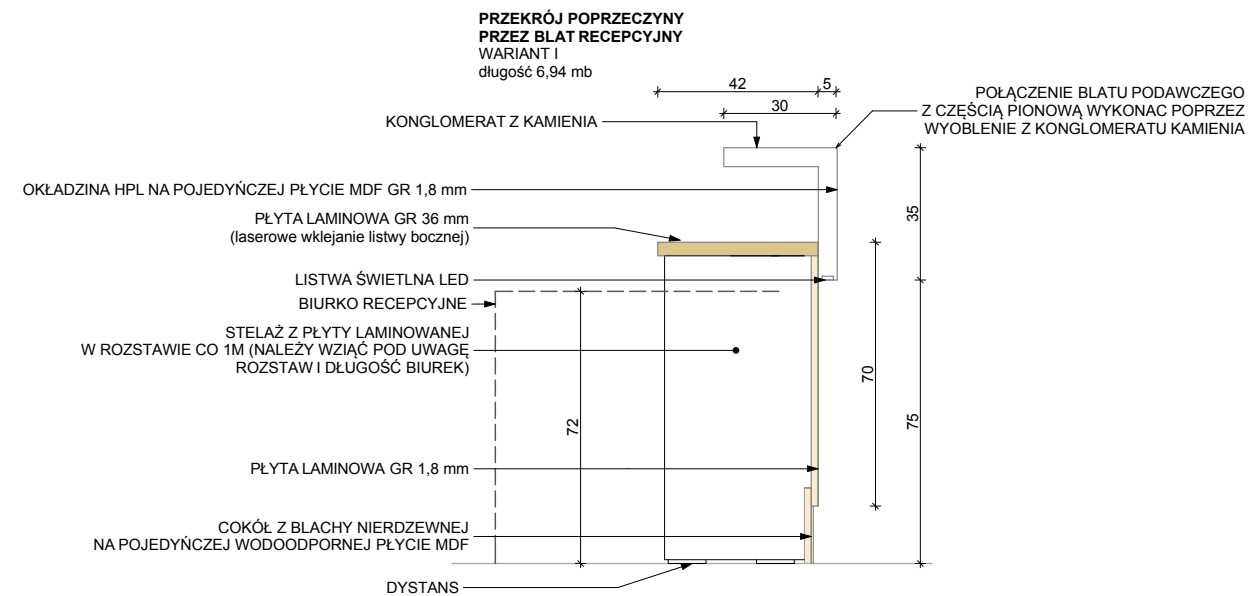 PRZEKRÓJ POPRZECZYNY
PRZEZ BLAT RECEPCYJNY
WARIANT I
długość 6,94 mb
42
5
30
POŁĄCZENIE BLATU PODAWCZEGO
Z CZĘŚCIĄ PIONOWĄ WYKONAC POPRZEZ
WYOBLENIE Z KONGLOMERATU KAMIENIA
KONGLOMERAT Z KAMIENIA
OKŁADZINA HPL NA POJEDYŃCZEJ PŁYCIE MDF GR 1,8 mm
PŁYTA LAMINOWA GR 36 mm
(laserowe wklejanie listwy bocznej)
35
LISTWA ŚWIETLNA LED
BIURKO RECEPCYJNE
STELAŻ Z PŁYTY LAMINOWANEJ
W ROZSTAWIE CO 1M (NALEŻY WZIĄĆ POD UWAGĘ
ROZSTAW I DŁUGOŚĆ BIUREK)
70
75
72
PŁYTA LAMINOWA GR 1,8 mm
COKÓŁ Z BLACHY NIERDZEWNEJ
NA POJEDYŃCZEJ WODOODPORNEJ PŁYCIE MDF
DYSTANS